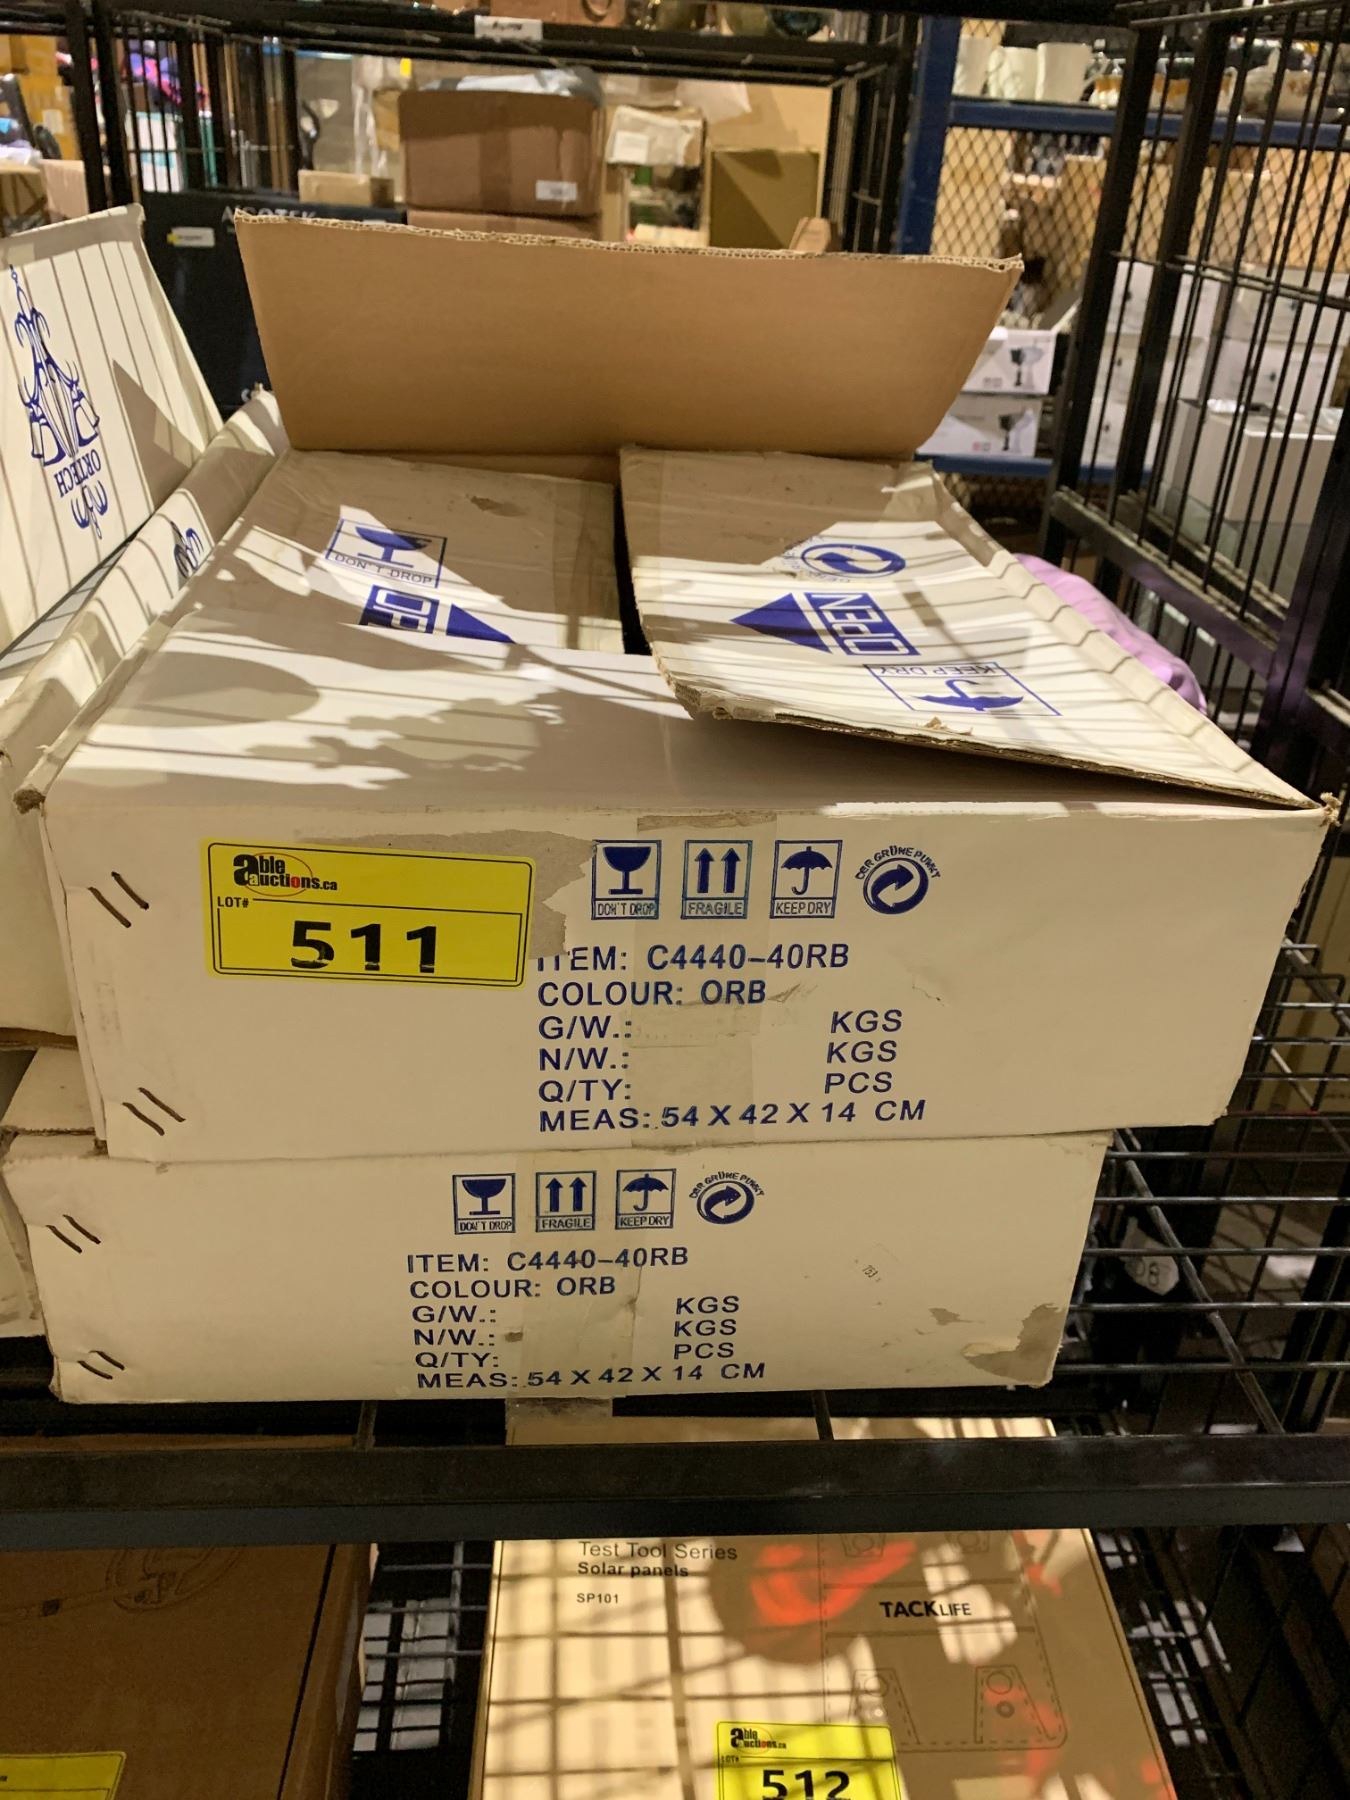 ORTECH
DON'T DROP
OPEN
KEEP DRY
able
auctions.ca
LOT#
511
DON'T DROP
FRAGILE
KEEP DRY
DER GRÜNE PUNKT
ITEM: C4440-40RB
COLOUR: ORB
G/W.: KGS
N/W.: KGS
Q/TY: PCS
MEAS: 54 X 42 X 14 CM
DON'T DROP
FRAGILE
KEEP DRY
DER GRÜNE PUNKT
ITEM: C4440-40RB
COLOUR: ORB
G/W.: KGS
N/W.: KGS
Q/TY: PCS
MEAS: 54 X 42 X 14 CM
Test Tool Series
Solar panels
SP101
TACKLIFE
able
auctions.ca
LOT#
512